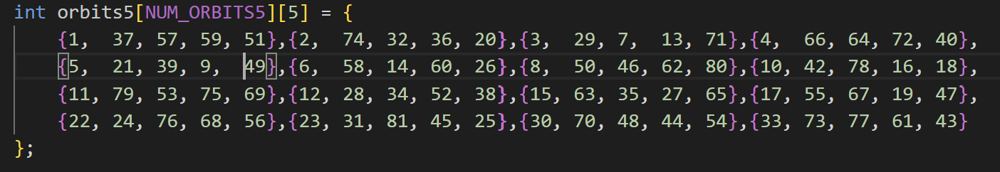 int orbits5[NUM_ORBITS5][5] = {
    {1,  37, 57, 59, 51},{2,  74, 32, 36, 20},{3,  29, 7,  13, 71},{4,  66, 64, 72, 40},
    {5,  21, 39, 9,  49},{6,  58, 14, 60, 26},{8,  50, 46, 62, 80},{10, 42, 78, 16, 18},
    {11, 79, 53, 75, 69},{12, 28, 34, 52, 38},{15, 63, 35, 27, 65},{17, 55, 67, 19, 47},
    {22, 24, 76, 68, 56},{23, 31, 81, 45, 25},{30, 70, 48, 44, 54},{33, 73, 77, 61, 43}
};